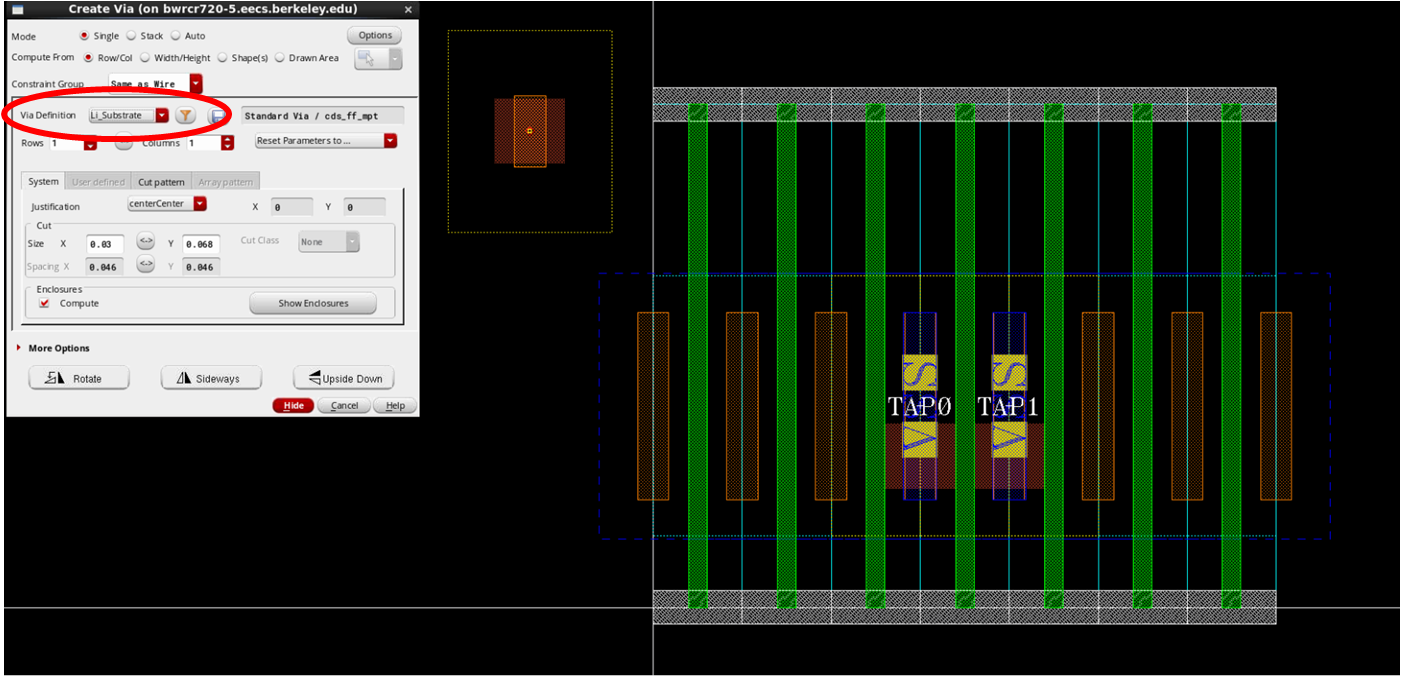 Create Via (on bwrcr720-5.eecs.berkeley.edu)
Mode Single Stack Auto Options
Compute From Row/Col Width/Height Shape(s) Drawn Area
Constraint Group Same as Wire
Via Definition Li_Substrate Standard Via / cds_ff_mpt
Rows 1 Columns 1 Reset Parameters to ...
System User defined Cut pattern Array pattern
Justification centerCenter X 0 Y 0
Cut
Size X 0.03 <-> Y 0.068 Cut Class None
Spacing X 0.046 <-> Y 0.046
Enclosures
Compute Show Enclosures
More Options
Rotate Sideways Upside Down
Hide Cancel Help
TAP0 TAP1